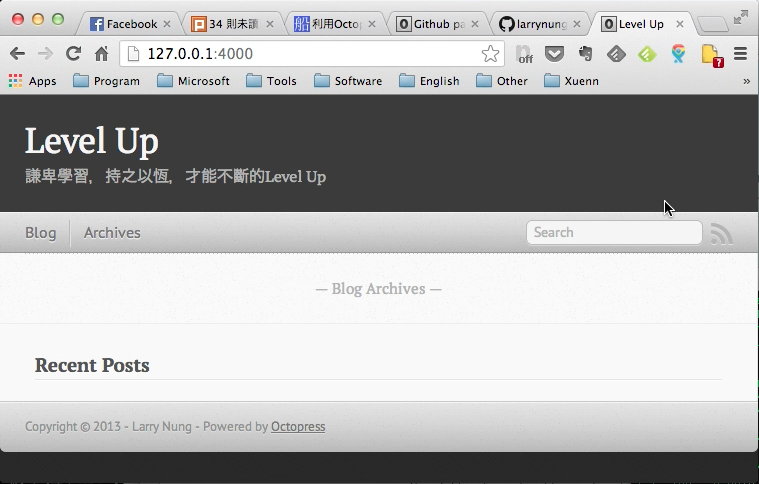 Facebook
34 則未讀
船 利用Octop
Github pa
larrynung
Level Up
127.0.0.1:4000
off
Apps
Program
Microsoft
Tools
Software
English
Other
Xuenn
»
Level Up
謙卑學習，持之以恆，才能不斷的Level Up
Blog
Archives
Search
— Blog Archives —
Recent Posts
Copyright © 2013 - Larry Nung - Powered by Octopress